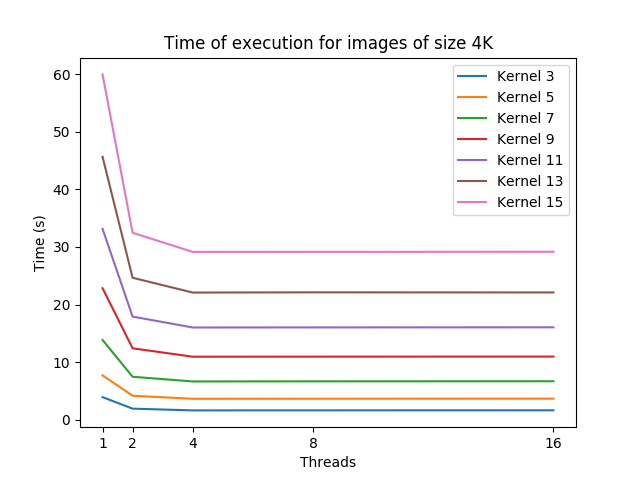 Time of execution for images of size 4K
Kernel 3
Kernel 5
Kernel 7
Kernel 9
Kernel 11
Kernel 13
Kernel 15
60
50
40
30
20
10
0
Time (s)
1 2 4 8 16
Threads